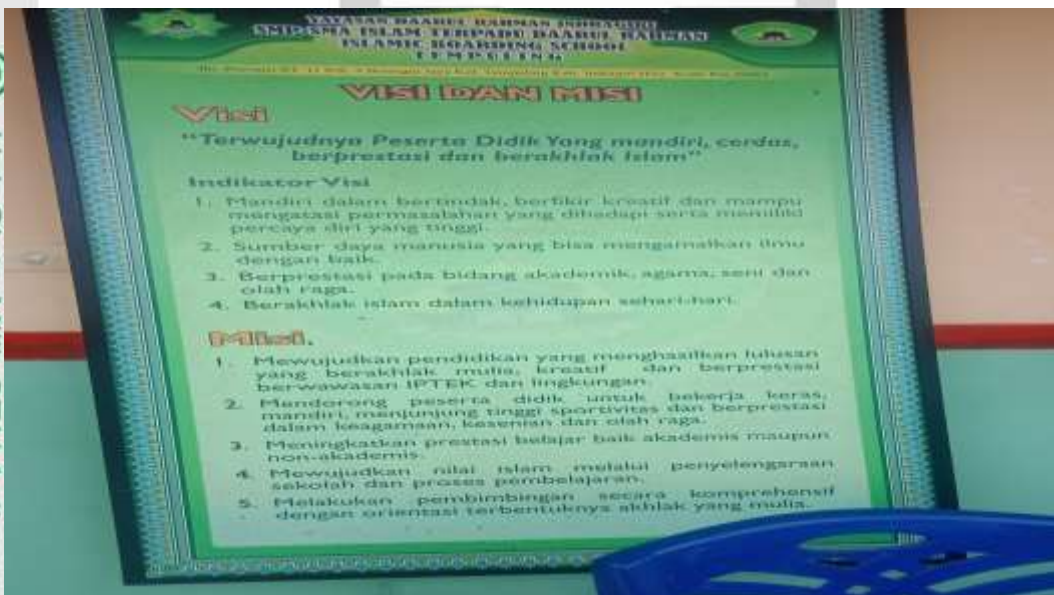 YAYASAN DAARUL RAHMAN INDRAGIRI
SMP/SMA ISLAM TERPADU DAARUL RAHMAN
ISLAMIC BOARDING SCHOOL
TEMPULING
VISI DAN MISI
Visi
"Terwujudnya Peserta Didik Yang mandiri, cerdas,
berprestasi dan berakhlak Islam"
Indikator Visi
1. Mandiri dalam bertindak, berfikir kreatif dan mampu
mengatasi permasalahan yang dihadapi serta memiliki
percaya diri yang tinggi.
2. Sumber daya manusia yang bisa mengamalkan ilmu
dengan baik.
3. Berprestasi pada bidang akademik, agama, seni dan
olah raga.
4. Berakhlak islam dalam kehidupan sehari-hari.
Misi.
1. Mewujudkan pendidikan yang menghasilkan lulusan
yang berakhlak mulia, kreatif dan berprestasi
berwawasan IPTEK dan lingkungan.
2. Mendorong peserta didik untuk bekerja keras,
mandiri, menjunjung tinggi sportivitas dan berprestasi
dalam keagamaan, kesenian dan olah raga.
3. Meningkatkan prestasi belajar baik akademis maupun
non-akademis.
4. Mewujudkan nilai islam melalui penyelengaraan
sekolah dan proses pembelajaran.
5. Melakukan pembimbingan secara komprehensif
dengan orientasi terbentuknya akhlak yang mulia.